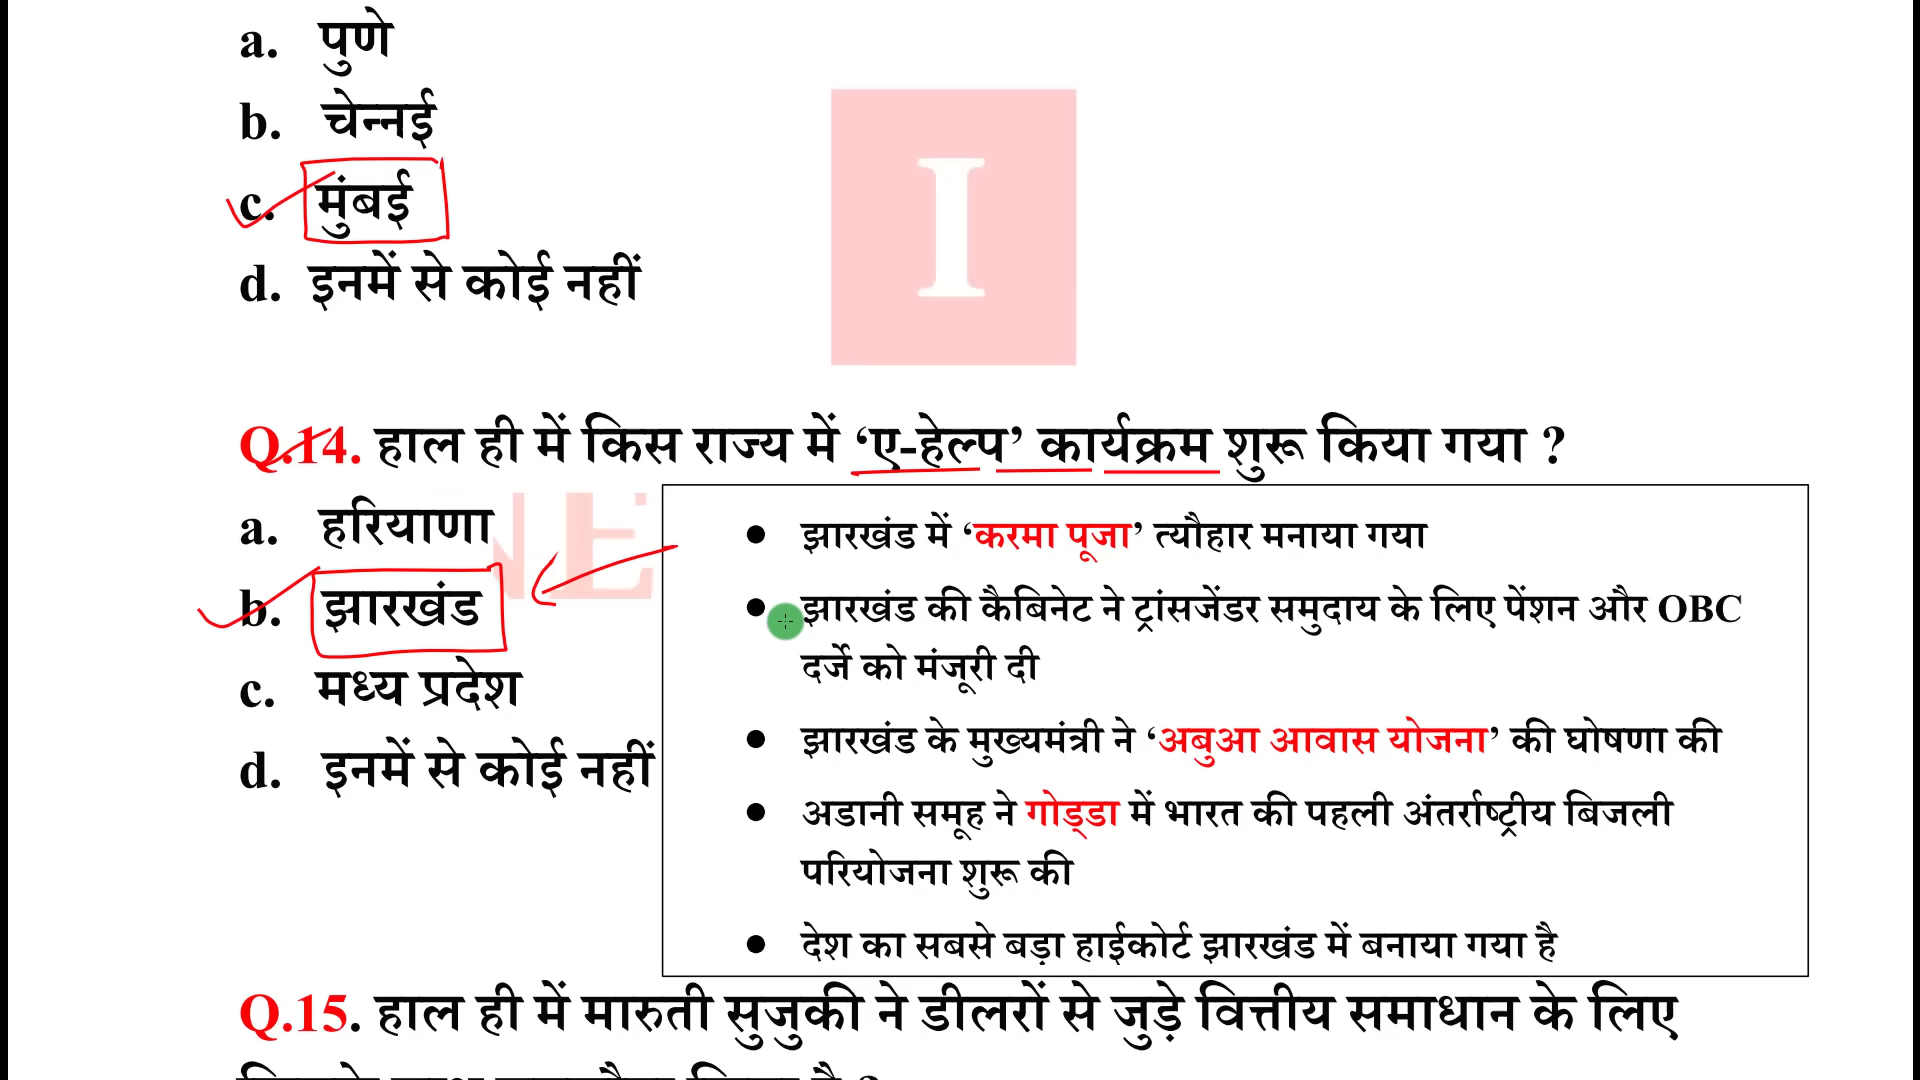 a. पुणे
b. चेन्नई
c. मुंबई
d. इनमें से कोई नहीं
I
Q.14. हाल ही में किस राज्य में ‘ए-हेल्प’ कार्यक्रम शुरू किया गया ?
a. हरियाणा
b. झारखंड
c. मध्य प्रदेश
d. इनमें से कोई नहीं
NE
● झारखंड में ‘करमा पूजा’ त्यौहार मनाया गया
● झारखंड की कैबिनेट ने ट्रांसजेंडर समुदाय के लिए पेंशन और OBC
दर्जे को मंजूरी दी
● झारखंड के मुख्यमंत्री ने ‘अबुआ आवास योजना’ की घोषणा की
● अडानी समूह ने गोड्डा में भारत की पहली अंतर्राष्ट्रीय बिजली
परियोजना शुरू की
● देश का सबसे बड़ा हाईकोर्ट झारखंड में बनाया गया है
Q.15. हाल ही में मारुती सुजुकी ने डीलरों से जुड़े वित्तीय समाधान के लिए